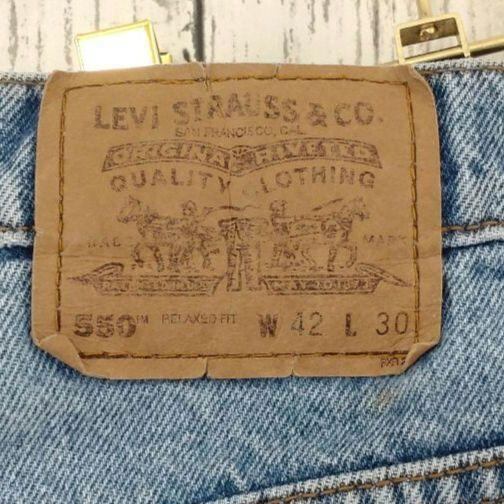 LEVI STRAUSS & CO.
SAN FRANCISCO, CAL.
ORIGINAL RIVETED
QUALITY CLOTHING
TRADE MARK
550™ RELAXED FIT W 42 L 30